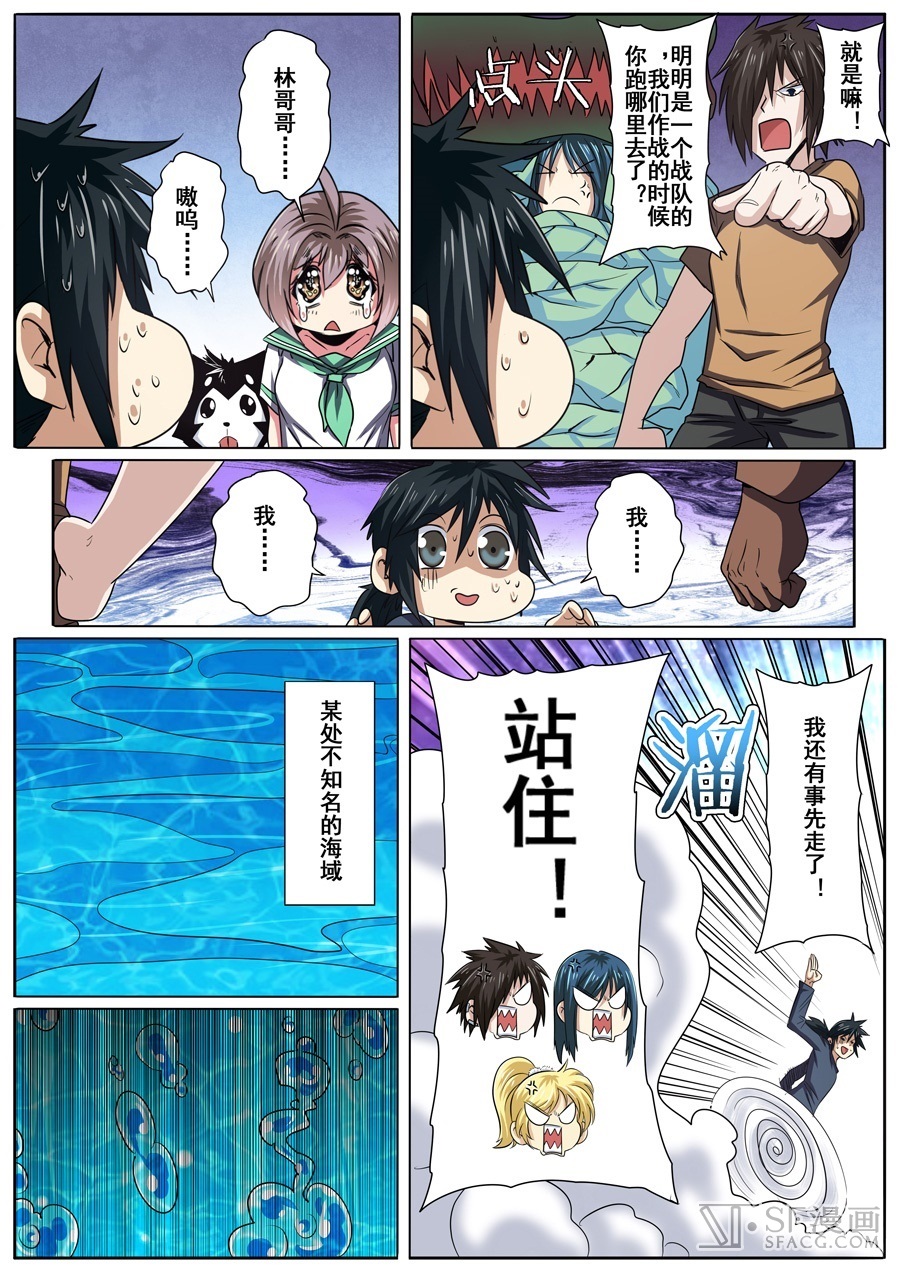 就是嘛！
明明是一个战队的
，我们作战的时候
你跑哪里去了？
点头
林哥哥……
嗷呜……
我……
我……
我还有事先走了！
溜
站住！
某处不知名的海域
SF漫画
SFACG.COM